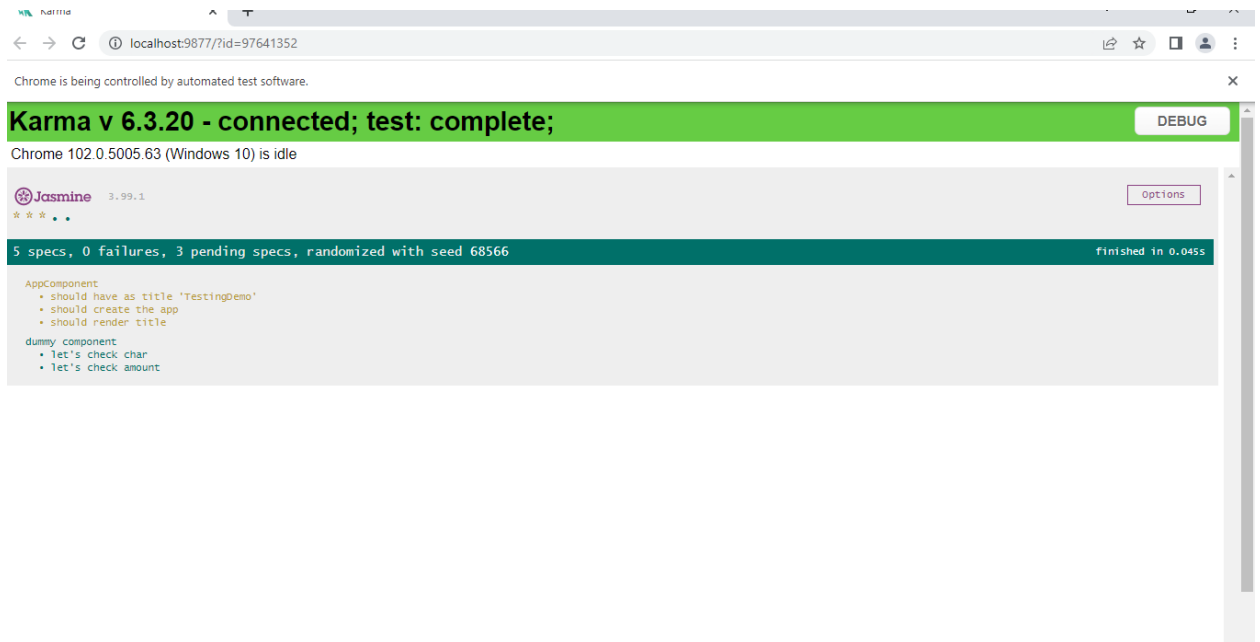 Karma
localhost:9877/?id=97641352
Chrome is being controlled by automated test software.
Karma v 6.3.20 - connected; test: complete;
DEBUG
Chrome 102.0.5005.63 (Windows 10) is idle
Jasmine 3.99.1
Options
5 specs, 0 failures, 3 pending specs, randomized with seed 68566
finished in 0.045s
AppComponent
• should have as title 'TestingDemo'
• should create the app
• should render title
dummy component
• let's check char
• let's check amount